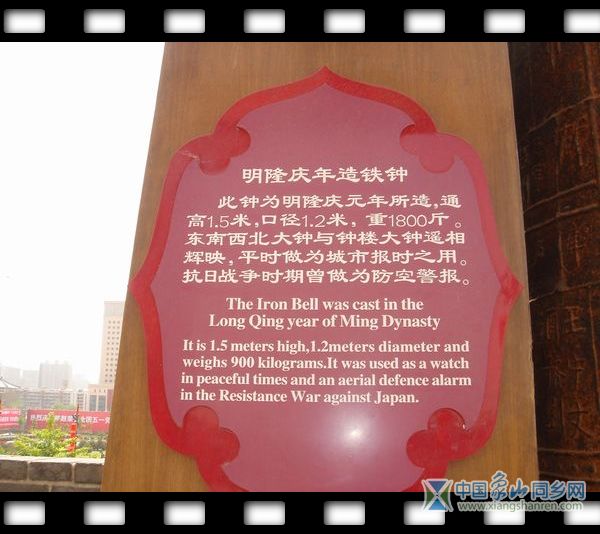 明隆庆年造铁钟
此钟为明隆庆元年所造,通
高1.5米,口径1.2米, 重1800斤。
东南西北大钟与钟楼大钟遥相
辉映,平时做为城市报时之用。
抗日战争时期曾做为防空警报。
The Iron Bell was cast in the
Long Qing year of Ming Dynasty
It is 1.5 meters high,1.2meters diameter and
weighs 900 kilograms.It was used as a watch
in peaceful times and an aerial defence alarm
in the Resistance War against Japan.
中国象山同乡网
www.xiangshanren.com